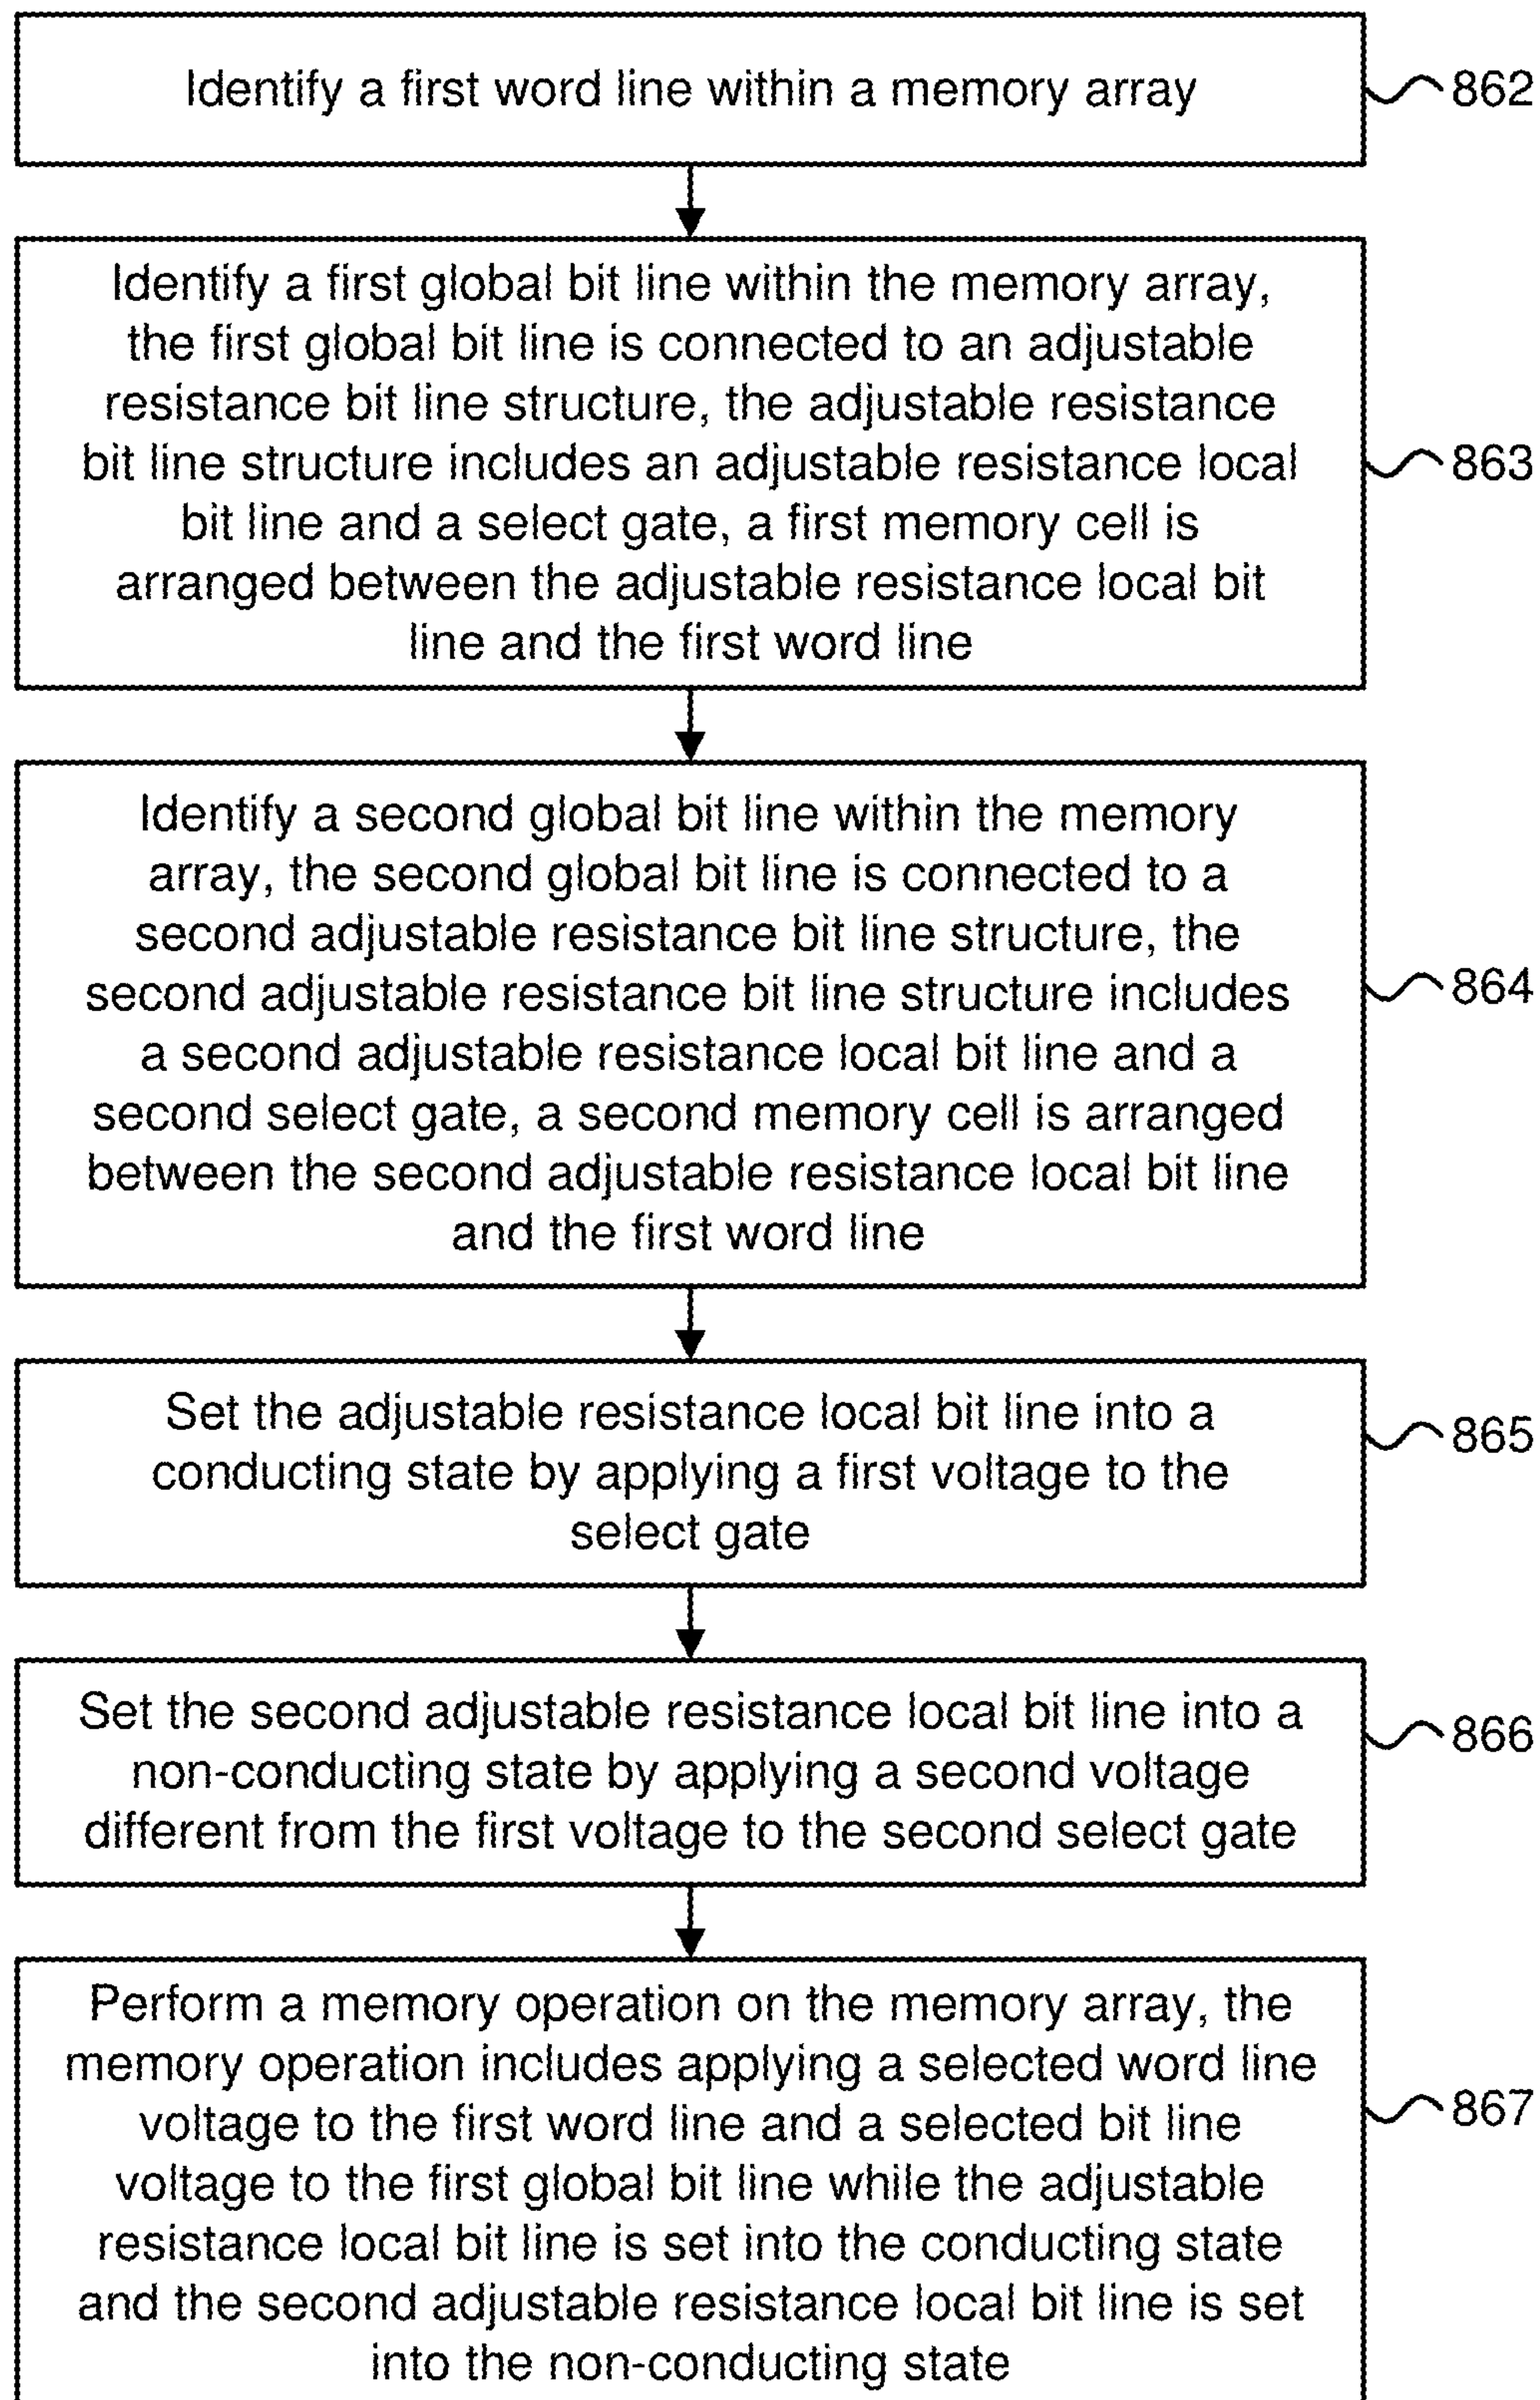 Identify a first word line within a memory array
862
Identify a first global bit line within the memory array,
the first global bit line is connected to an adjustable
resistance bit line structure, the adjustable resistance
bit line structure includes an adjustable resistance local
bit line and a select gate, a first memory cell is
arranged between the adjustable resistance local bit
line and the first word line
863
Identify a second global bit line within the memory
array, the second global bit line is connected to a
second adjustable resistance bit line structure, the
second adjustable resistance bit line structure includes
a second adjustable resistance local bit line and a
second select gate, a second memory cell is arranged
between the second adjustable resistance local bit line
and the first word line
864
Set the adjustable resistance local bit line into a
conducting state by applying a first voltage to the
select gate
865
Set the second adjustable resistance local bit line into a
non-conducting state by applying a second voltage
different from the first voltage to the second select gate
866
Perform a memory operation on the memory array, the
memory operation includes applying a selected word line
voltage to the first word line and a selected bit line
voltage to the first global bit line while the adjustable
resistance local bit line is set into the conducting state
and the second adjustable resistance local bit line is set
into the non-conducting state
867